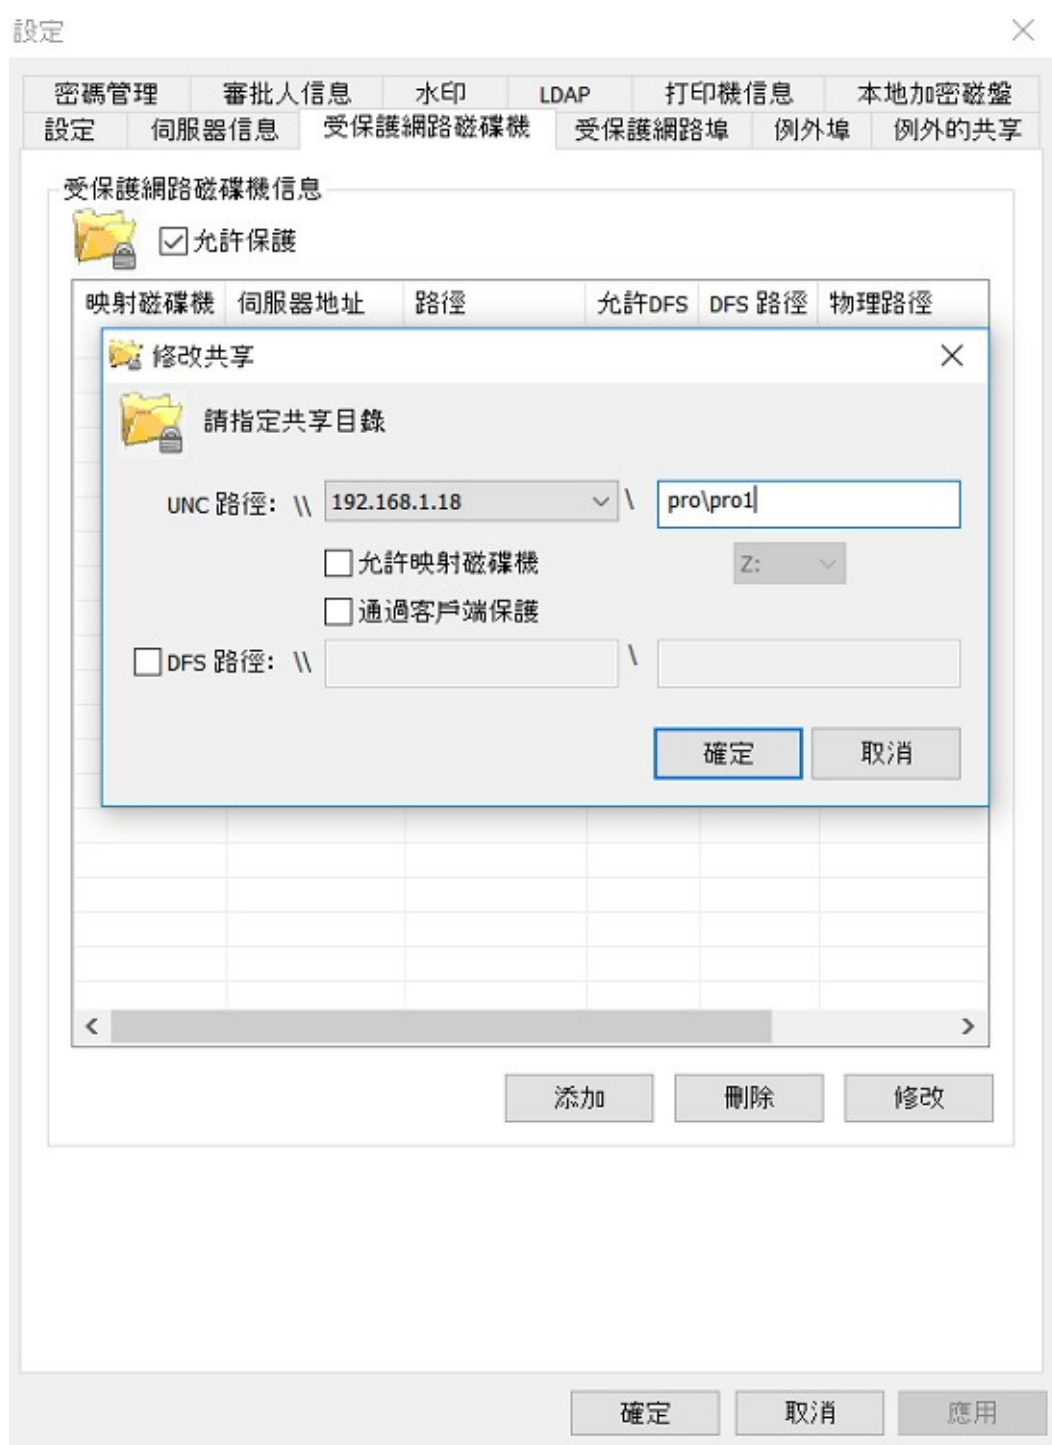 設定
密碼管理 審批人信息 水印 LDAP 打印機信息 本地加密磁盤
設定 伺服器信息 受保護網路磁碟機 受保護網路埠 例外埠 例外的共享
受保護網路磁碟機信息
允許保護
映射磁碟機 伺服器地址 路徑 允許DFS DFS 路徑 物理路徑
修改共享
請指定共享目錄
UNC 路徑： \\ 192.168.1.18 \ pro\pro1
允許映射磁碟機 Z:
通過客戶端保護
DFS 路徑： \\ \
確定 取消
添加 刪除 修改
確定 取消 應用